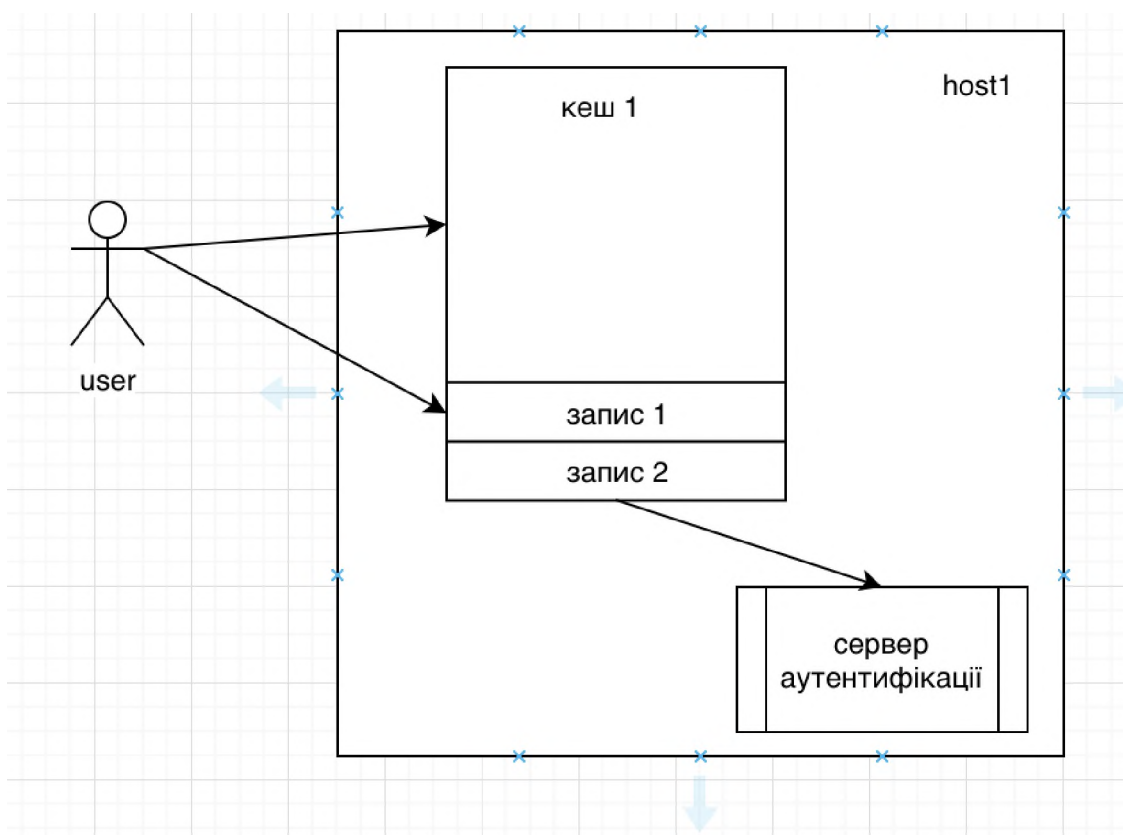 host1
кеш 1
user
запис 1
запис 2
сервер
аутентифікації